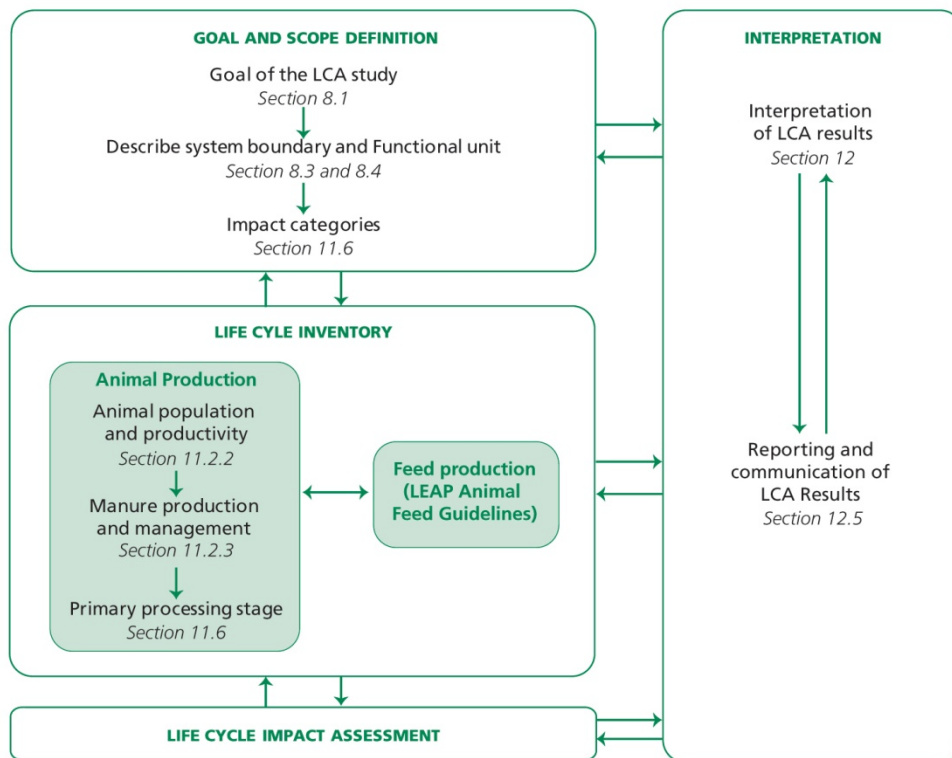 GOAL AND SCOPE DEFINITION
Goal of the LCA study
Section 8.1
Describe system boundary and Functional unit
Section 8.3 and 8.4
Impact categories
Section 11.6
LIFE CYLE INVENTORY
Animal Production
Animal population
and productivity
Section 11.2.2
Manure production
and management
Section 11.2.3
Primary processing stage
Section 11.6
Feed production
(LEAP Animal
Feed Guidelines)
LIFE CYCLE IMPACT ASSESSMENT
INTERPRETATION
Interpretation
of LCA results
Section 12
Reporting and
communication of
LCA Results
Section 12.5